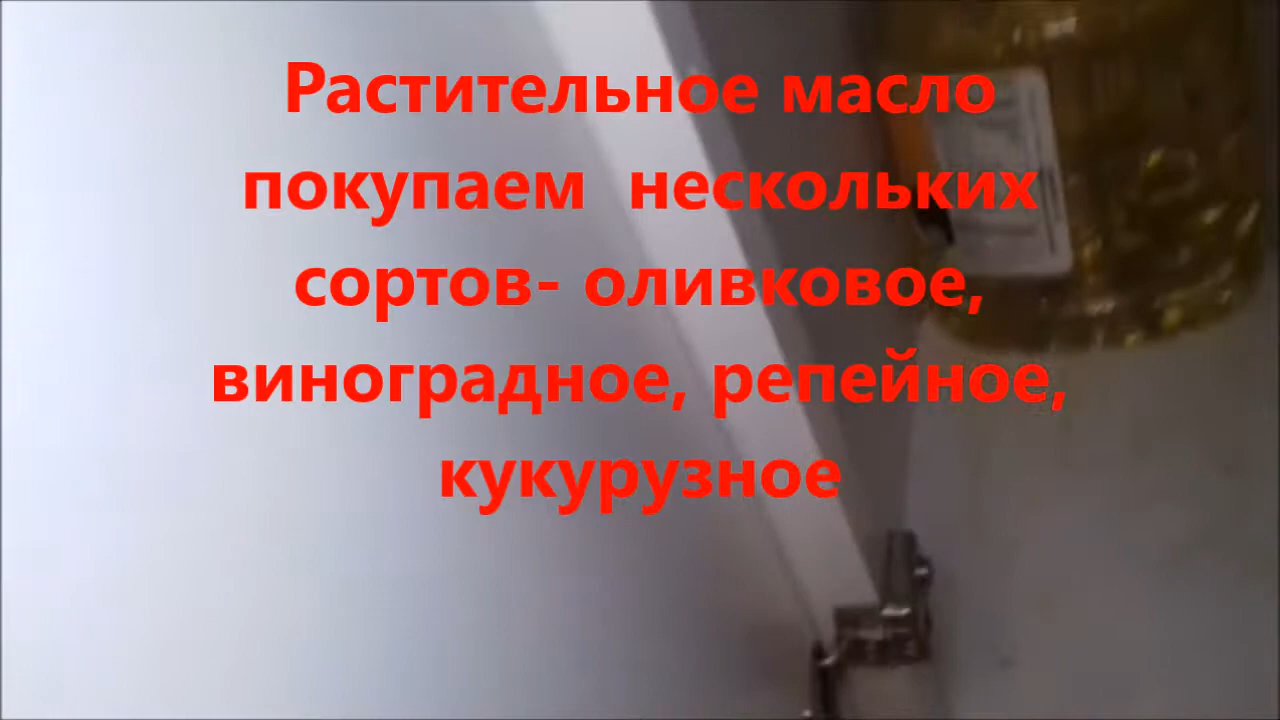 Растительное масло
покупаем  нескольких
сортов- оливковое,
виноградное, репейное,
кукурузное